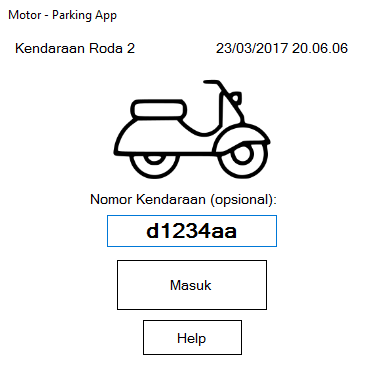 Motor - Parking App
Kendaraan Roda 2 23/03/2017 20.06.06
Nomor Kendaraan (opsional):
d1234aa
Masuk
Help